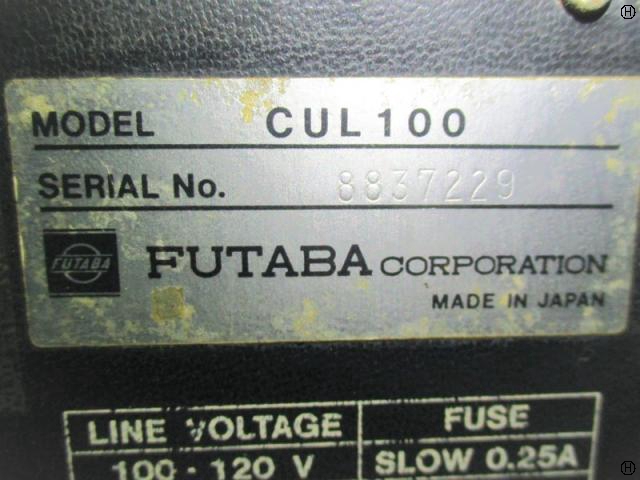 MODEL CUL100
SERIAL No. 8837229
FUTABA FUTABA CORPORATION
MADE IN JAPAN
LINE VOLTAGE FUSE
100 - 120 V SLOW 0.25A
H
H